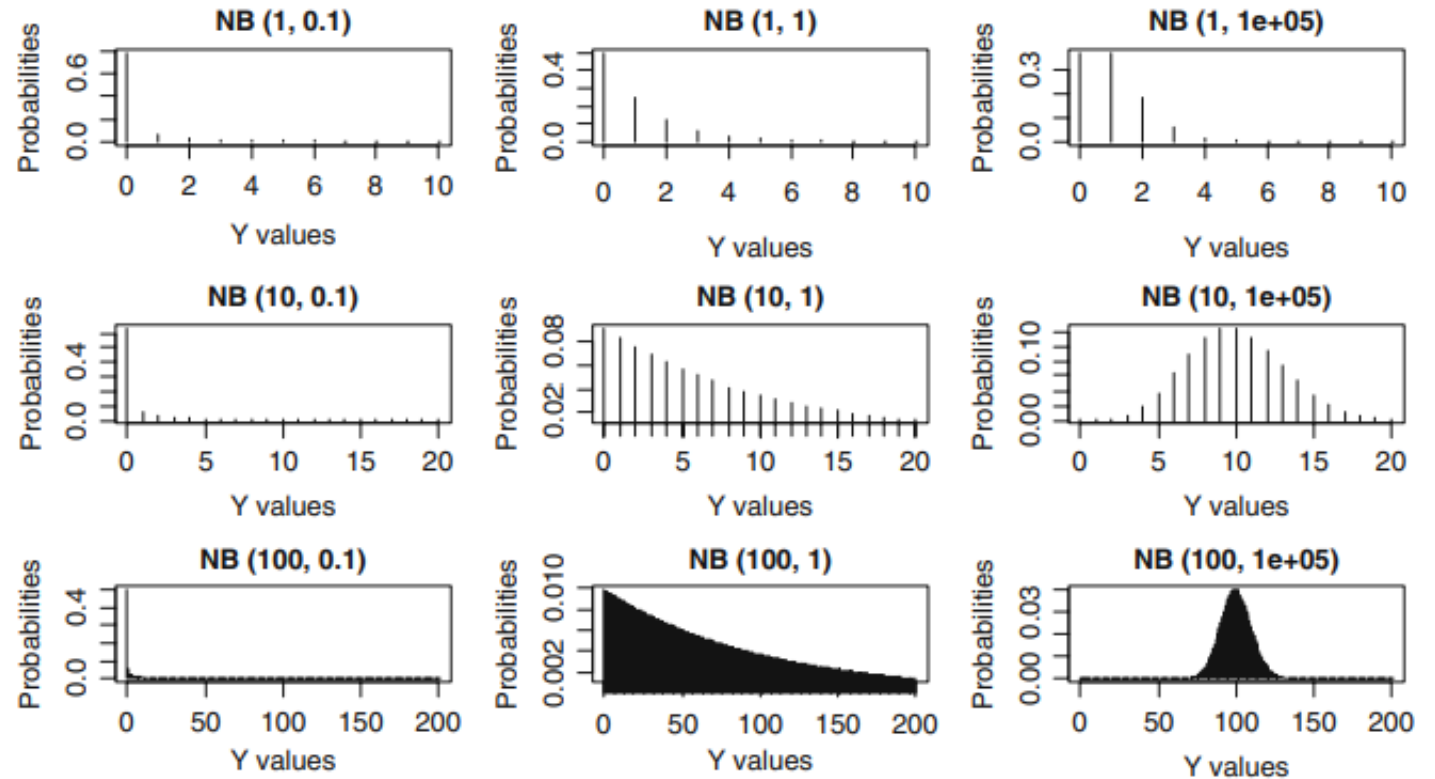 NB (1, 0.1)
Probabilities
0.0 0.6
0 2 4 6 8 10
Y values
NB (1, 1)
Probabilities
0.0 0.4
0 2 4 6 8 10
Y values
NB (1, 1e+05)
Probabilities
0.0 0.3
0 2 4 6 8 10
Y values
NB (10, 0.1)
Probabilities
0.0 0.4
0 5 10 15 20
Y values
NB (10, 1)
Probabilities
0.02 0.08
0 5 10 15 20
Y values
NB (10, 1e+05)
Probabilities
0.00 0.10
0 5 10 15 20
Y values
NB (100, 0.1)
Probabilities
0.0 0.4
0 50 100 150 200
Y values
NB (100, 1)
Probabilities
0.002 0.010
0 50 100 150 200
Y values
NB (100, 1e+05)
Probabilities
0.00 0.03
0 50 100 150 200
Y values